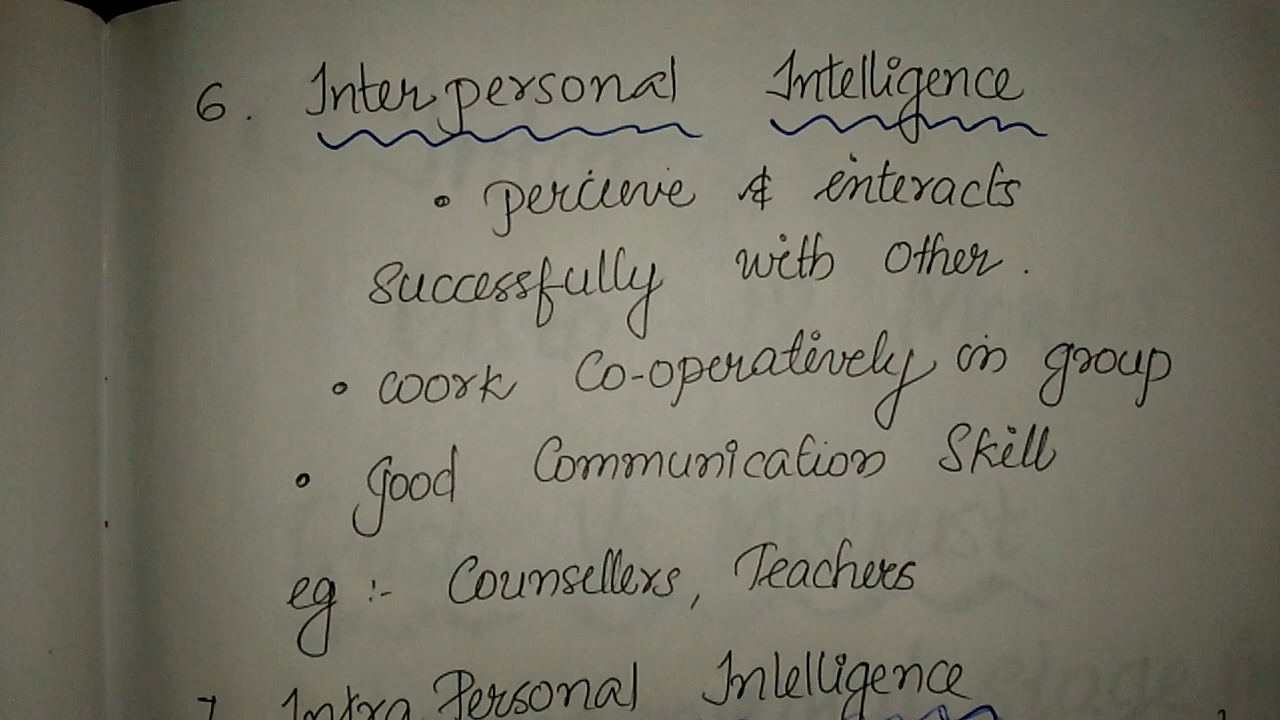 6. Interpersonal Intelligence
• percieve & interacts
successfully with other.
• work Co-operatively in group
• Good Communication Skill
eg :- Counsellers, Teachers
7. Intra Personal Intelligence